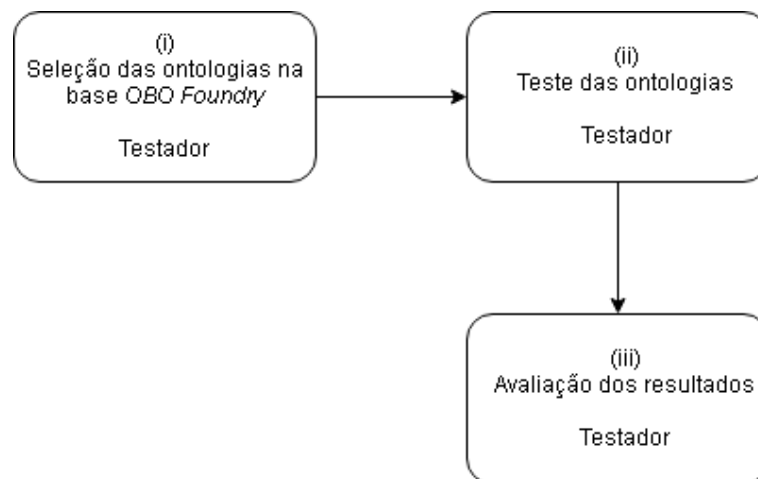 (i)
Seleção das ontologias na
base OBO Foundry
Testador
(ii)
Teste das ontologias
Testador
(iii)
Avaliação dos resultados
Testador